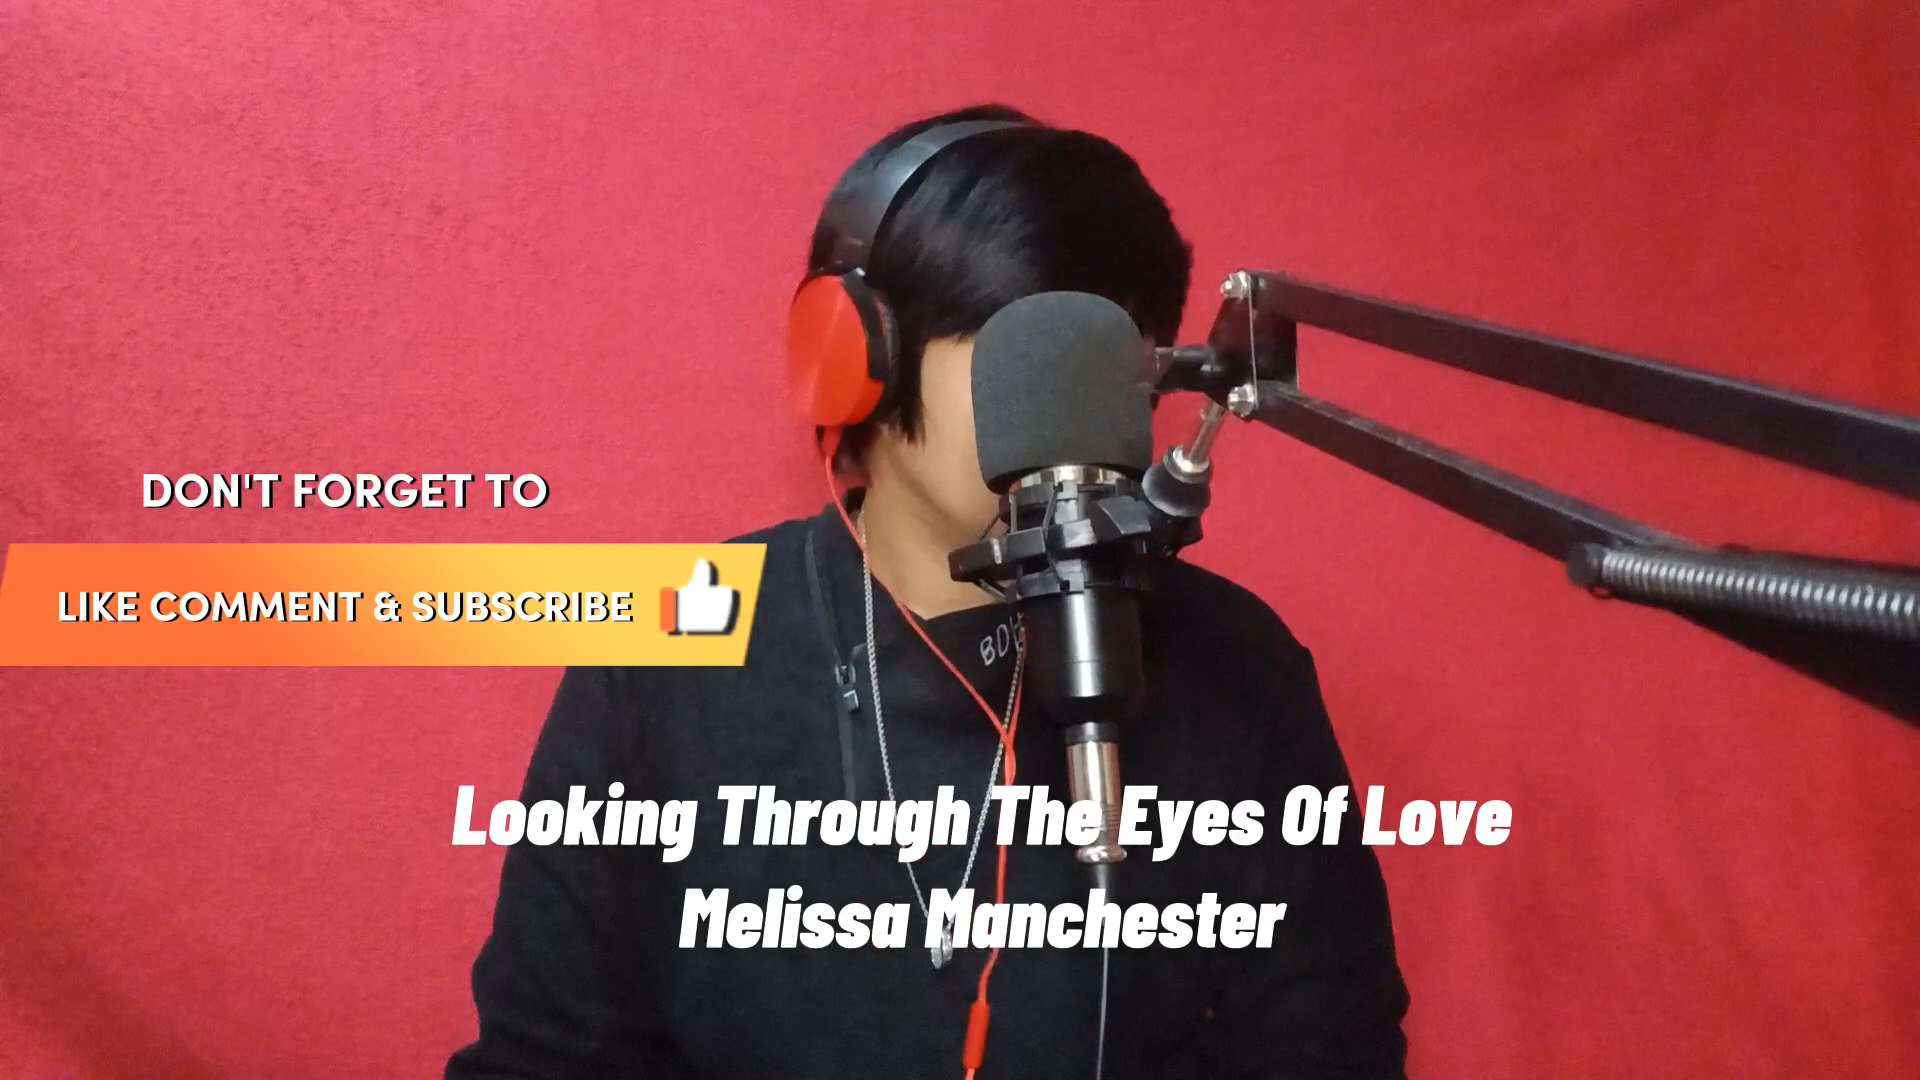 DON'T FORGET TO
LIKE COMMENT & SUBSCRIBE
Looking Through The Eyes Of Love
Melissa Manchester